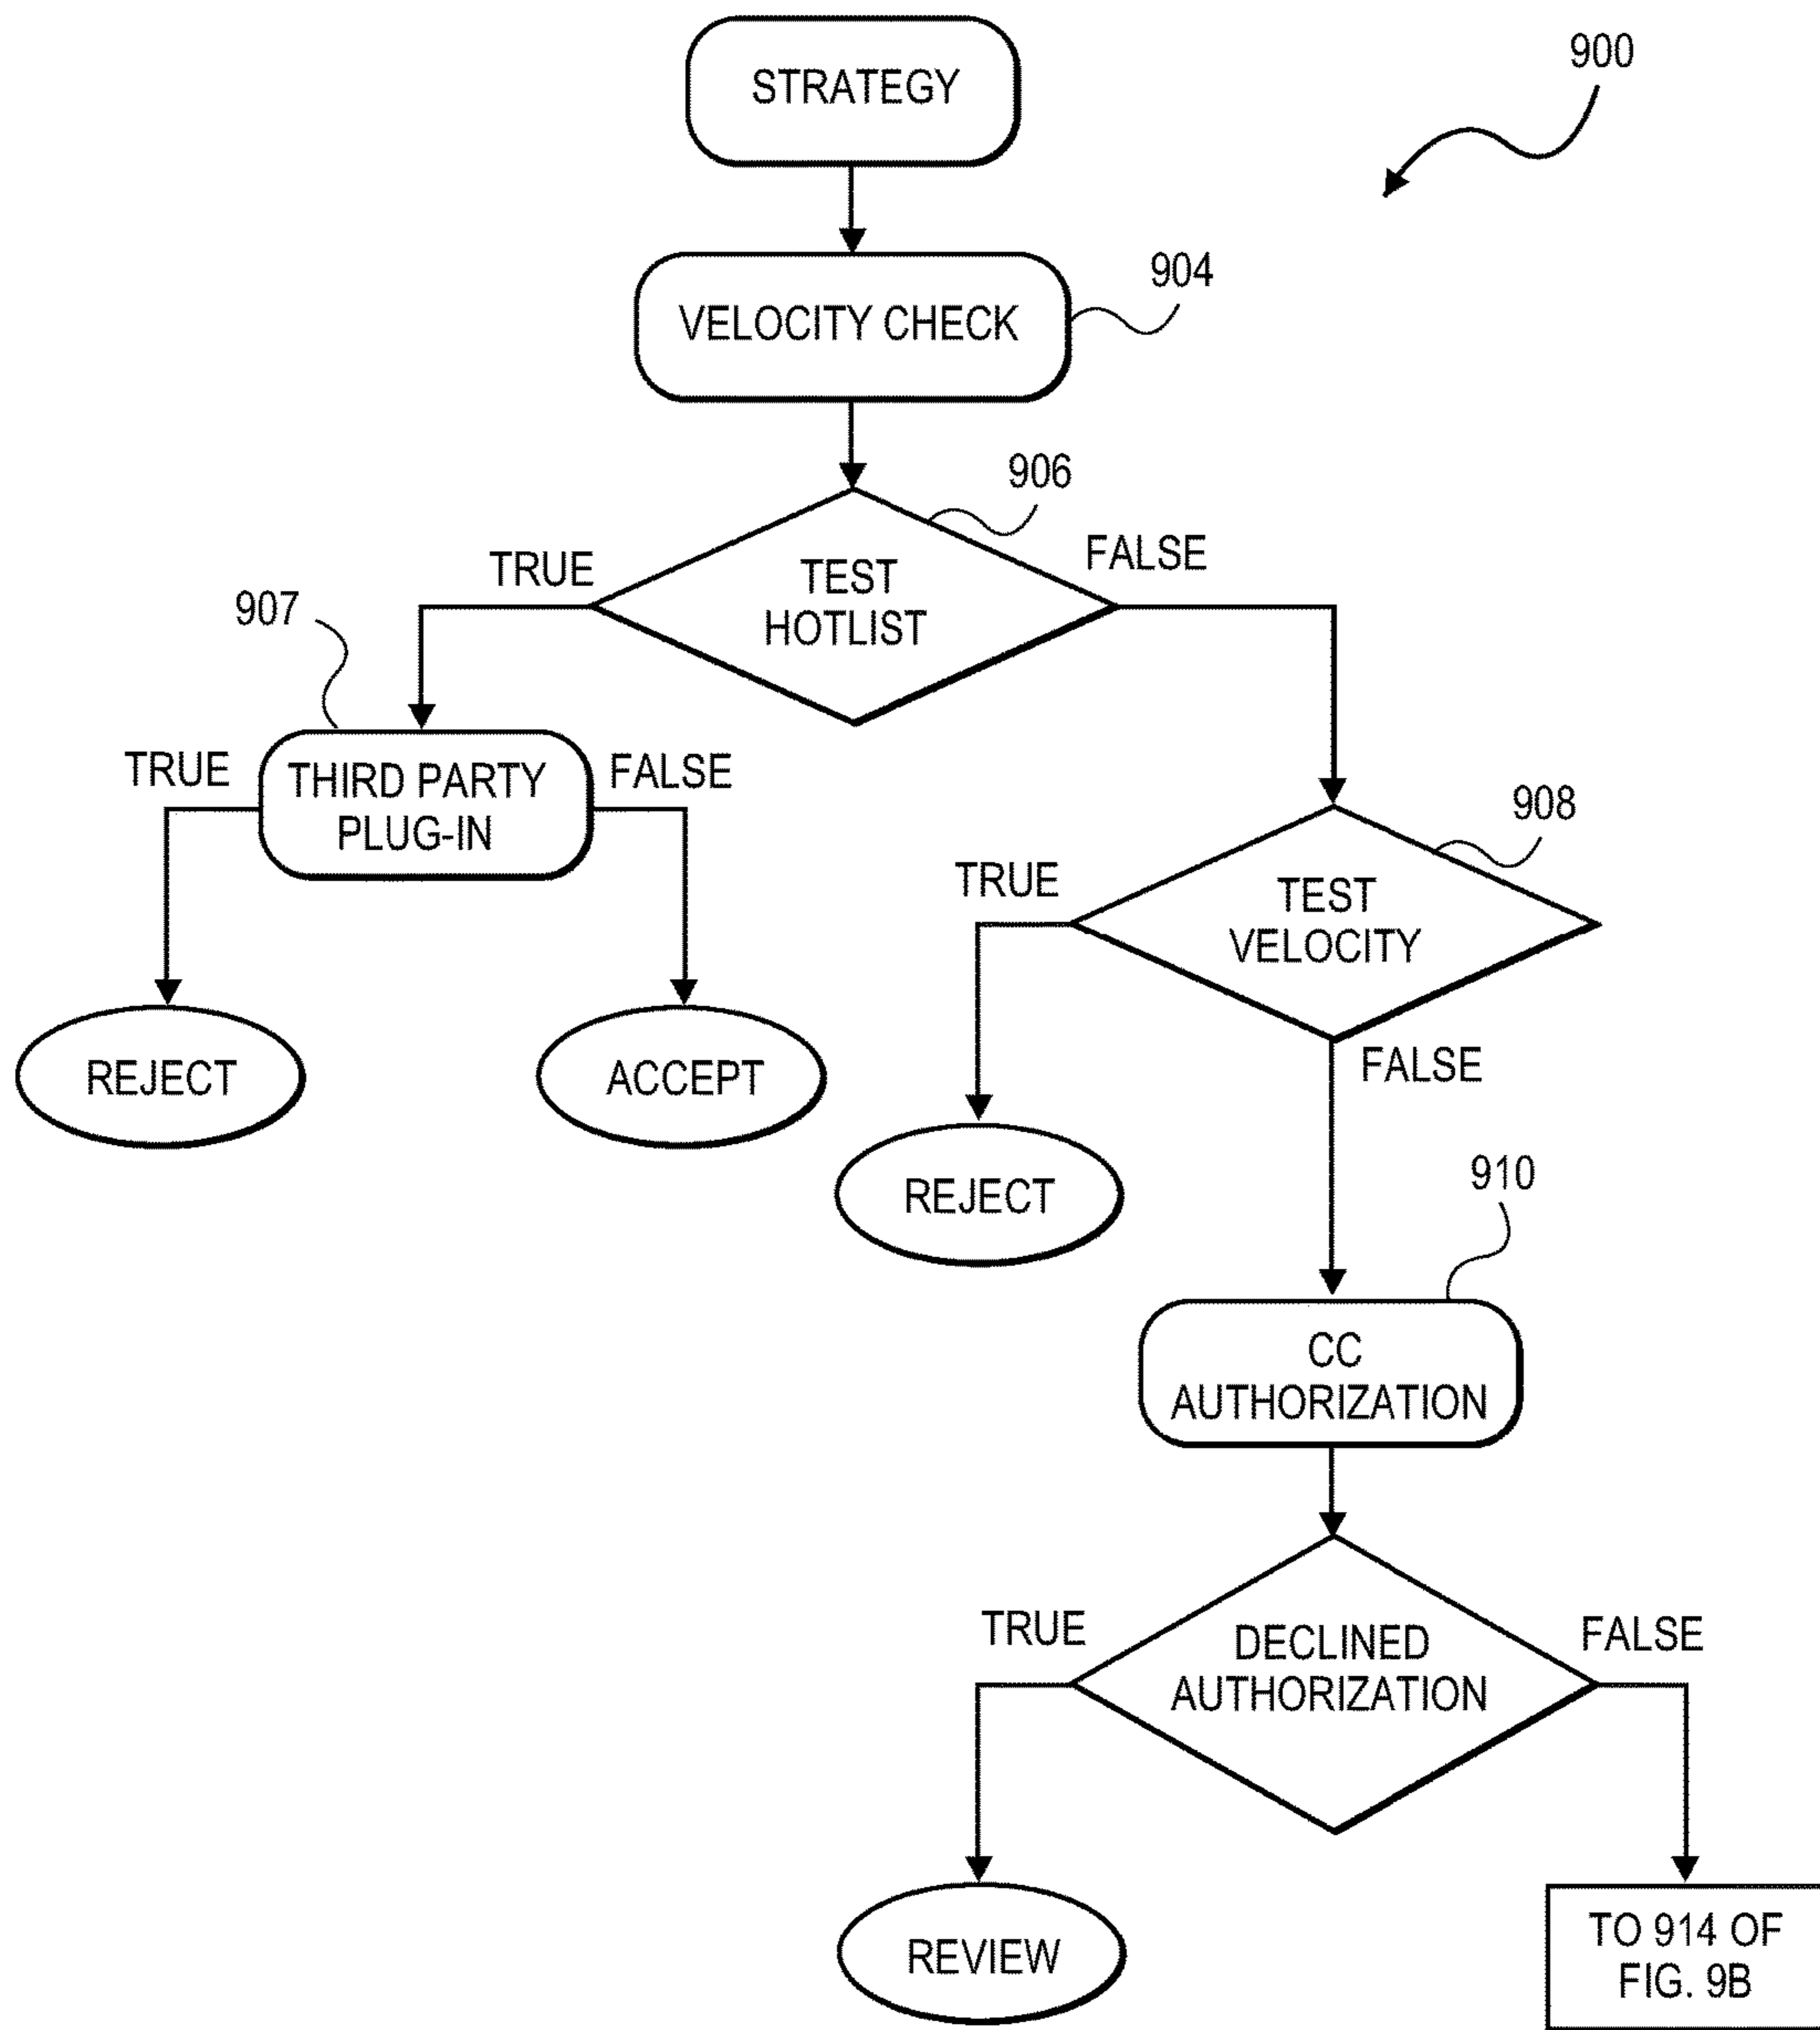 STRATEGY
900
VELOCITY CHECK
904
906
TRUE
TEST
HOTLIST
FALSE
907
TRUE
THIRD PARTY
PLUG-IN
FALSE
908
TRUE
TEST
VELOCITY
REJECT
ACCEPT
FALSE
REJECT
910
CC
AUTHORIZATION
TRUE
DECLINED
AUTHORIZATION
FALSE
REVIEW
TO 914 OF
FIG. 9B